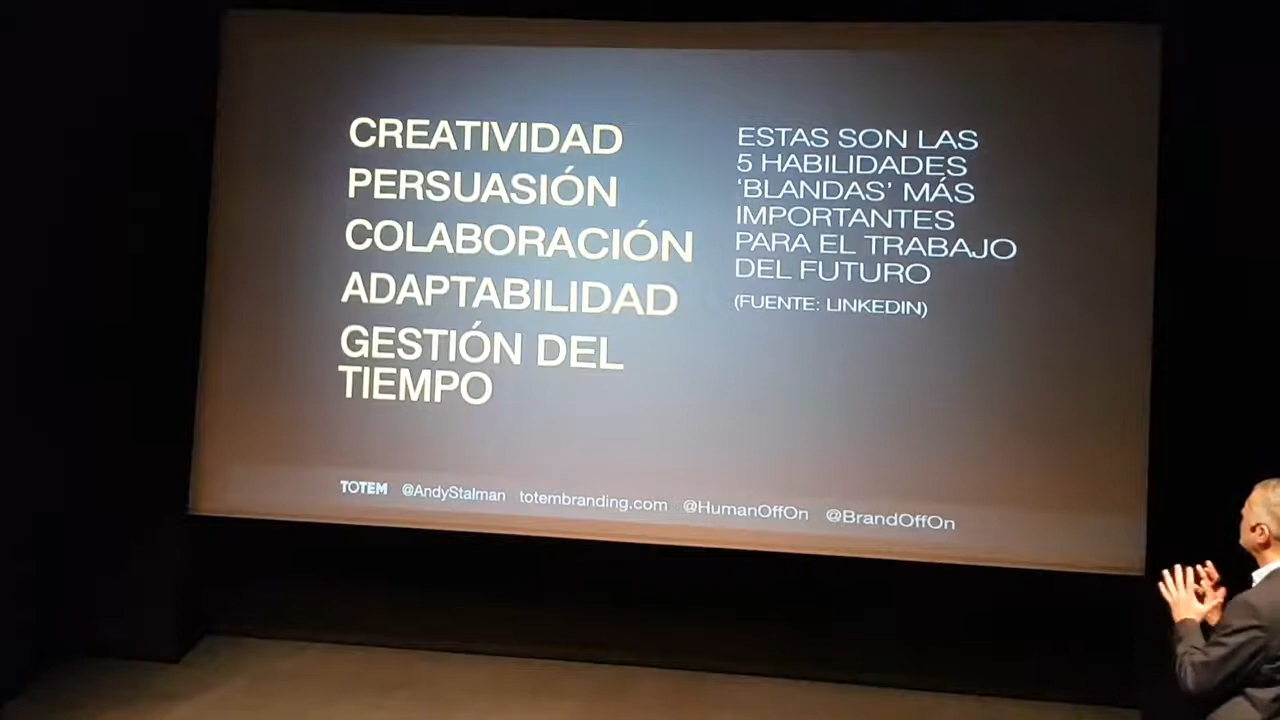 CREATIVIDAD
PERSUASIÓN
COLABORACIÓN
ADAPTABILIDAD
GESTIÓN DEL
TIEMPO
ESTAS SON LAS
5 HABILIDADES
‘BLANDAS’ MÁS
IMPORTANTES
PARA EL TRABAJO
DEL FUTURO
(FUENTE: LINKEDIN)
TOTEM @AndyStalman totembranding.com @HumanOffOn @BrandOffOn